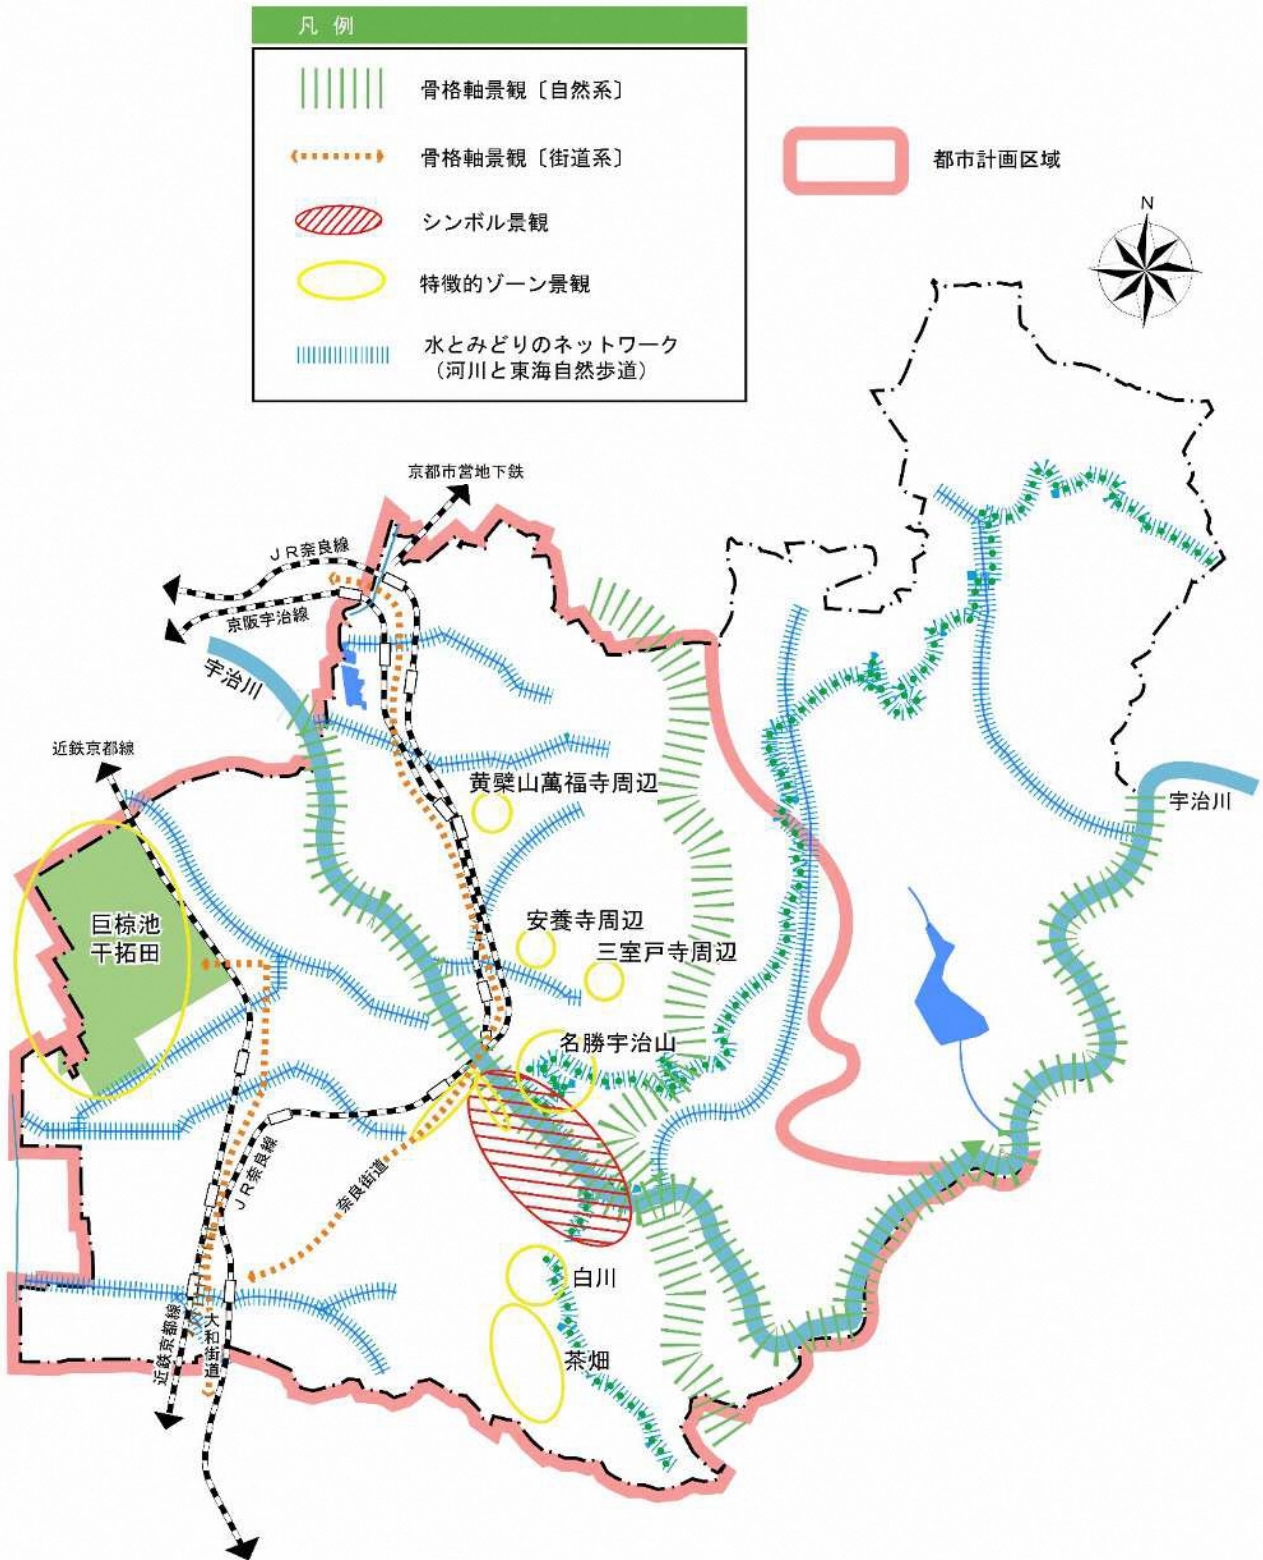 凡 例
骨格軸景観〔自然系〕
骨格軸景観〔街道系〕
シンボル景観
特徴的ゾーン景観
水とみどりのネットワーク
(河川と東海自然歩道)
都市計画区域
N
京都市営地下鉄
JR奈良線
京阪宇治線
宇治川
近鉄京都線
黄檗山萬福寺周辺
宇治川
巨椋池
干拓田
安養寺周辺
三室戸寺周辺
名勝宇治山
JR奈良線
奈良街道
白川
近鉄京都線
大和街道
茶畑